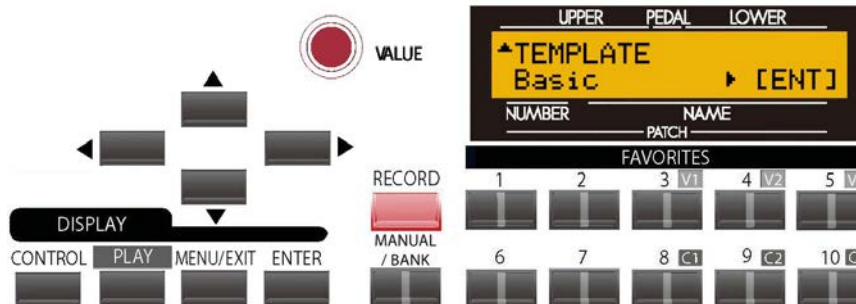 UPPER PEDAL LOWER
VALUE
TEMPLATE
Basic [ENT]
NUMBER NAME
PATCH
FAVORITES
RECORD
1 2 3 V1 4 V2 5 V
DISPLAY
MANUAL
/ BANK
CONTROL PLAY MENU/EXIT ENTER
6 7 8 C1 9 C2 10 C